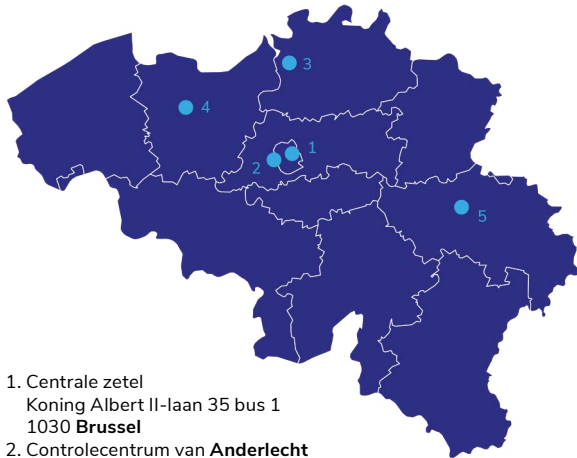 3
4
1
2
5
1. Centrale zetel
Koning Albert II-laan 35 bus 1
1030 Brussel
2. Controlecentrum van Anderlecht